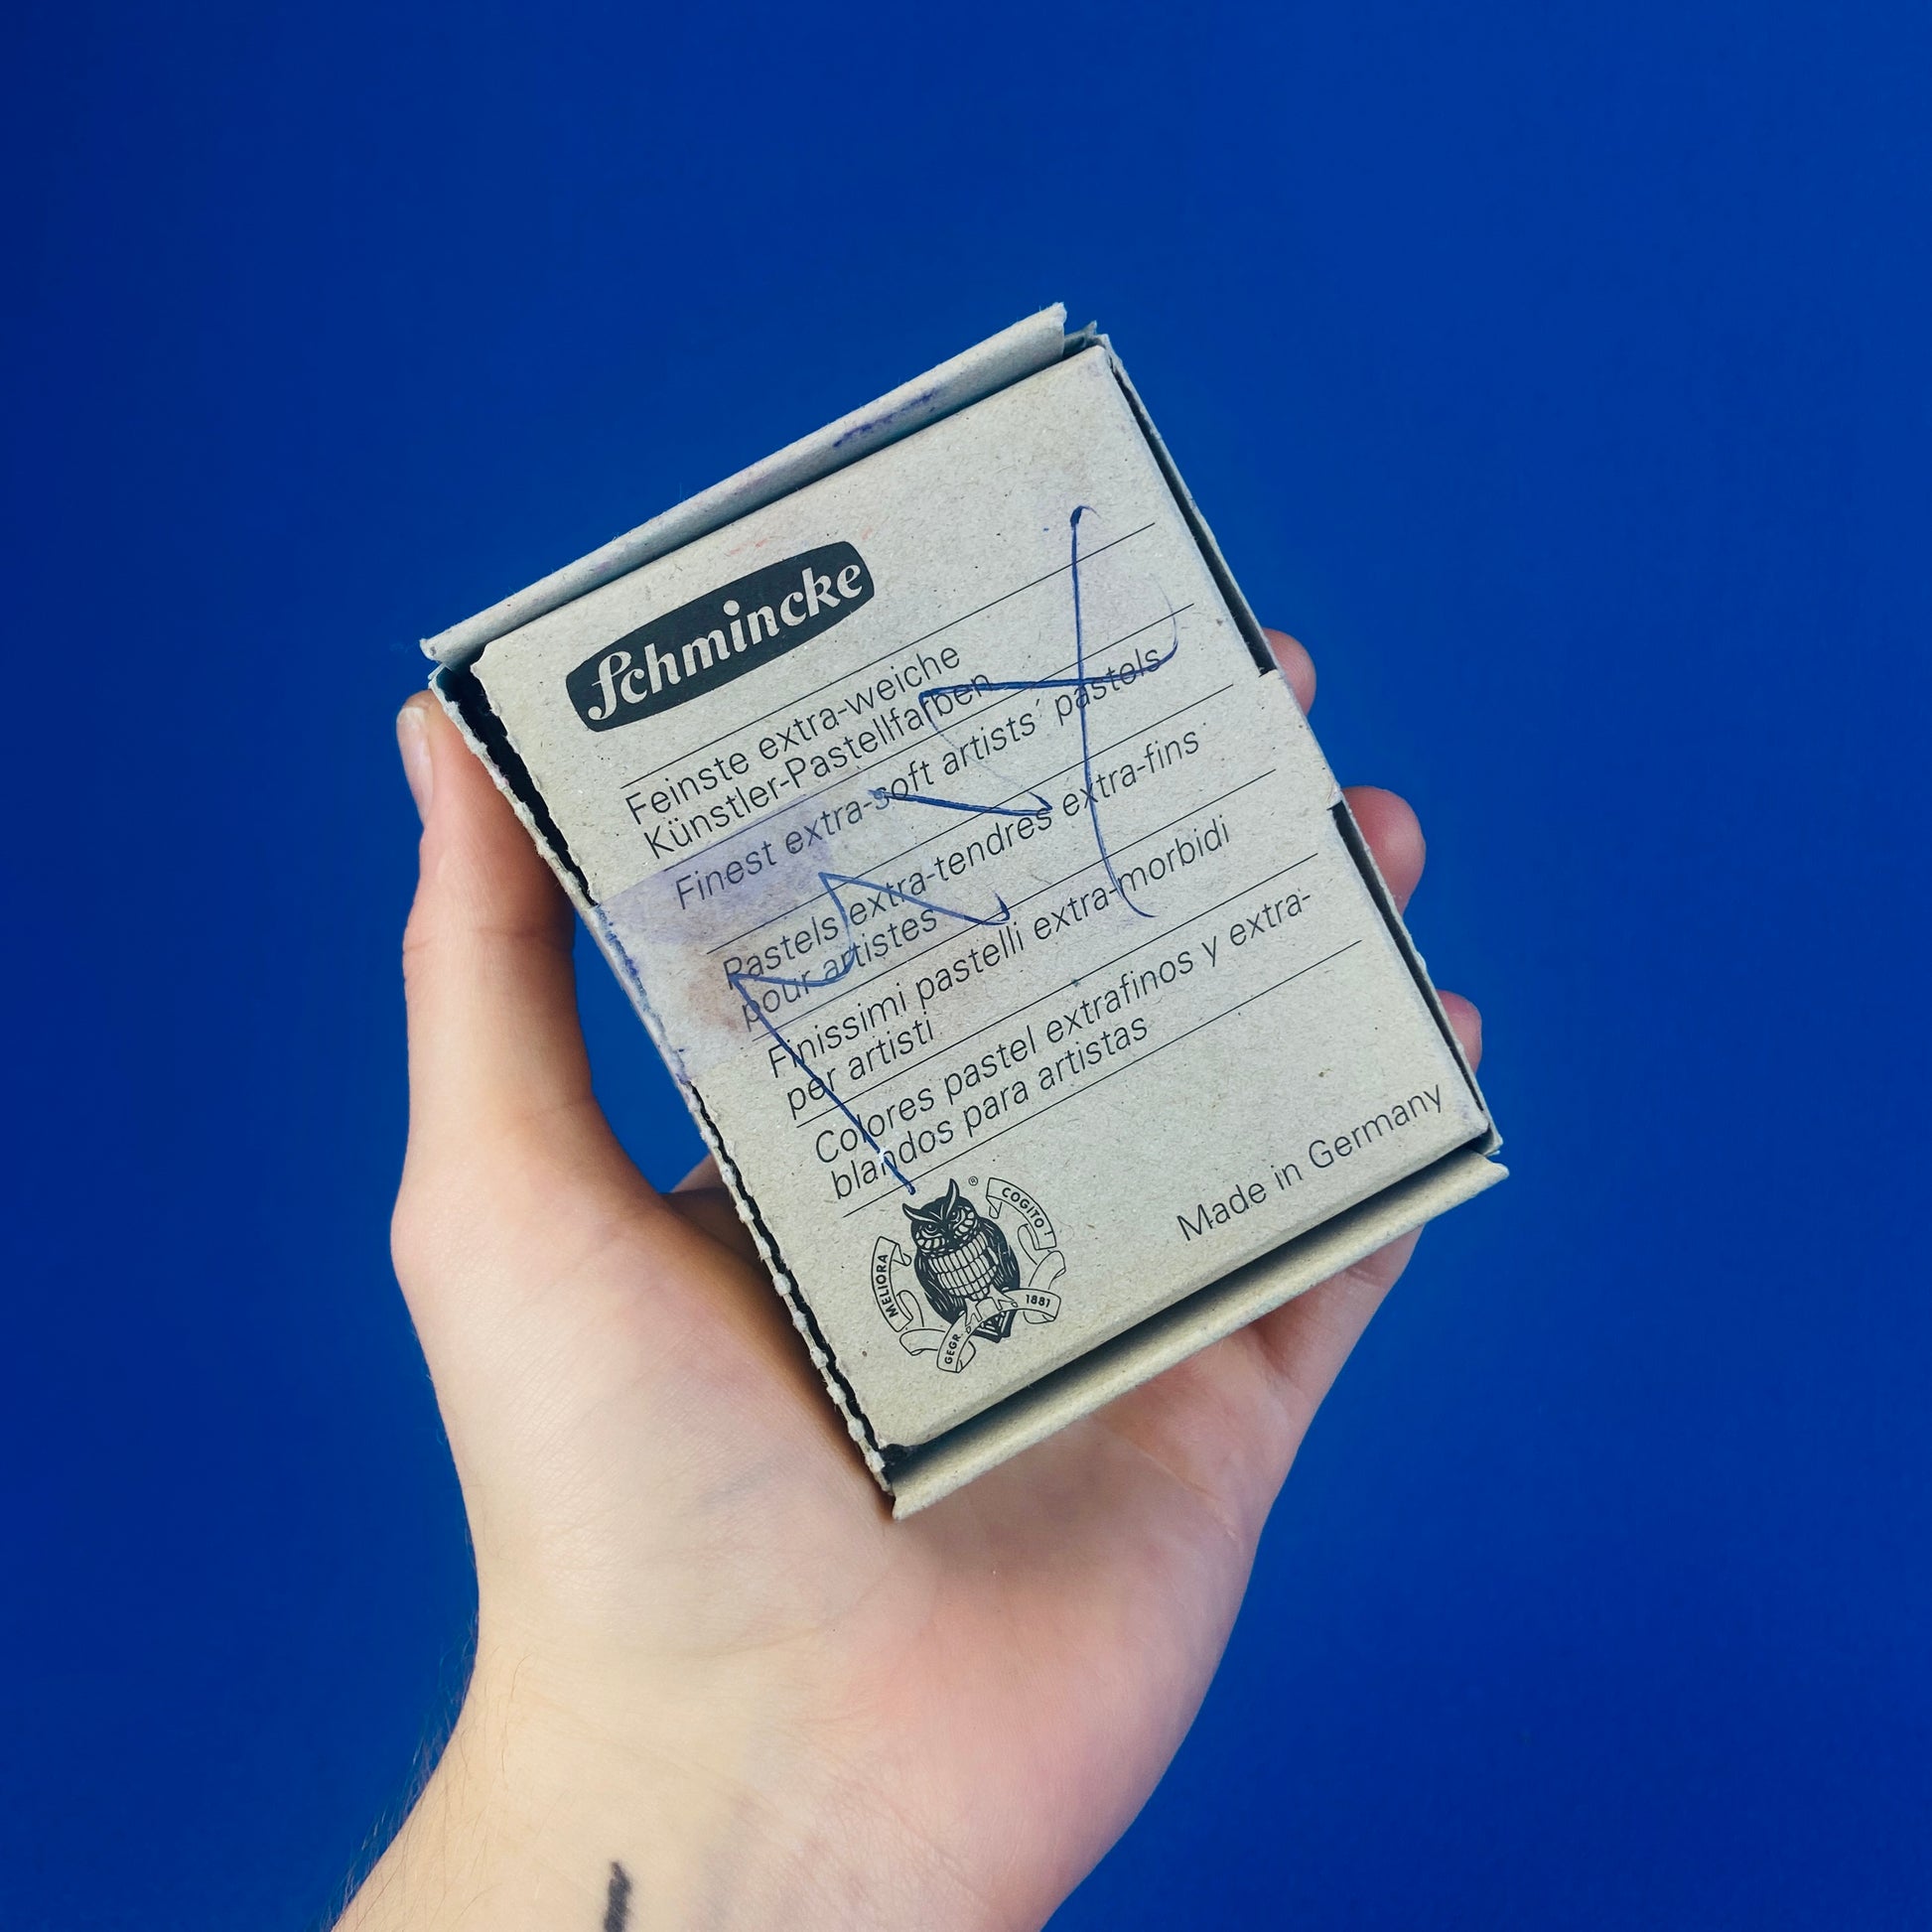 Schmincke
Feinste extra-weiche
Künstler-Pastellfarben
Finest extra-soft artists´ pastels
Pastels extra-tendres extra-fins
pour artistes
Finissimi pastelli extra-morbidi
per artisti
Colores pastel extrafinos y extra-
blandos para artistas
®
MELIORA COGITO
GEGR. 1881
Made in Germany